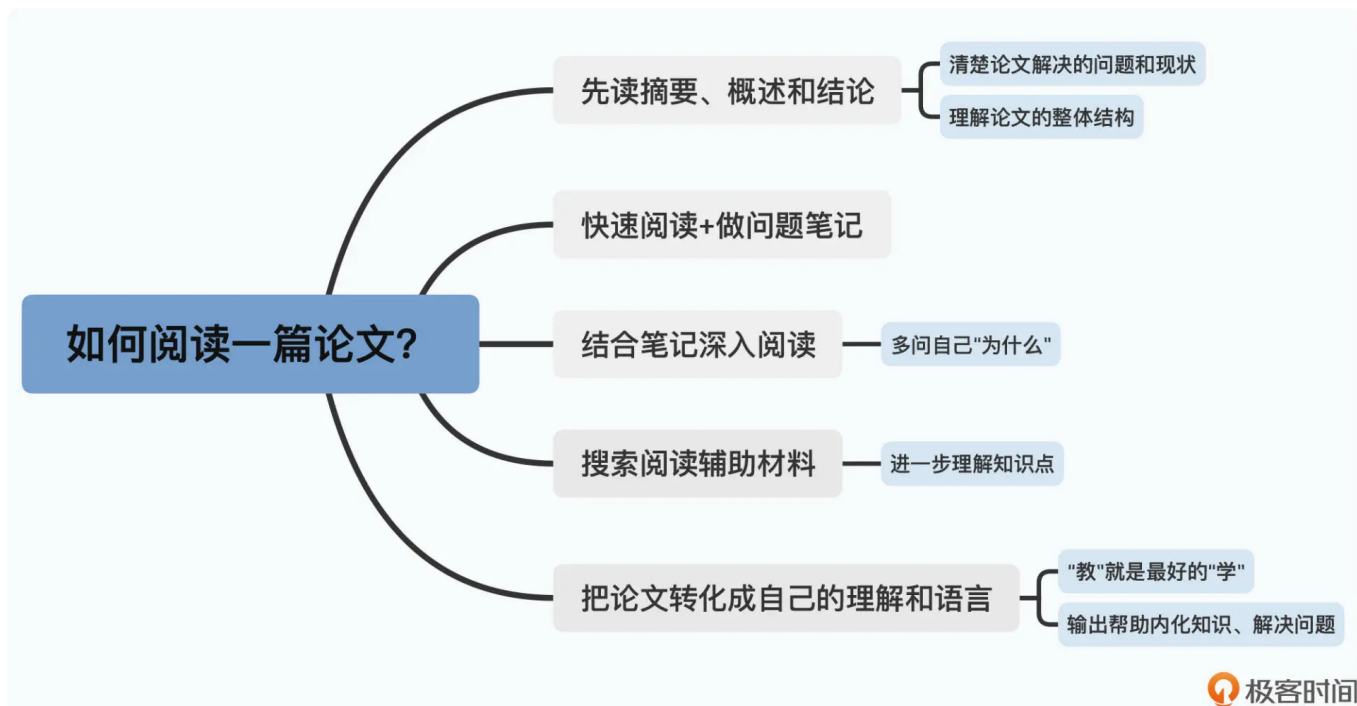 如何阅读一篇论文？
先读摘要、概述和结论
清楚论文解决的问题和现状
理解论文的整体结构
快速阅读+做问题笔记
结合笔记深入阅读
多问自己"为什么"
搜索阅读辅助材料
进一步理解知识点
把论文转化成自己的理解和语言
"教"就是最好的"学"
输出帮助内化知识、解决问题
极客时间